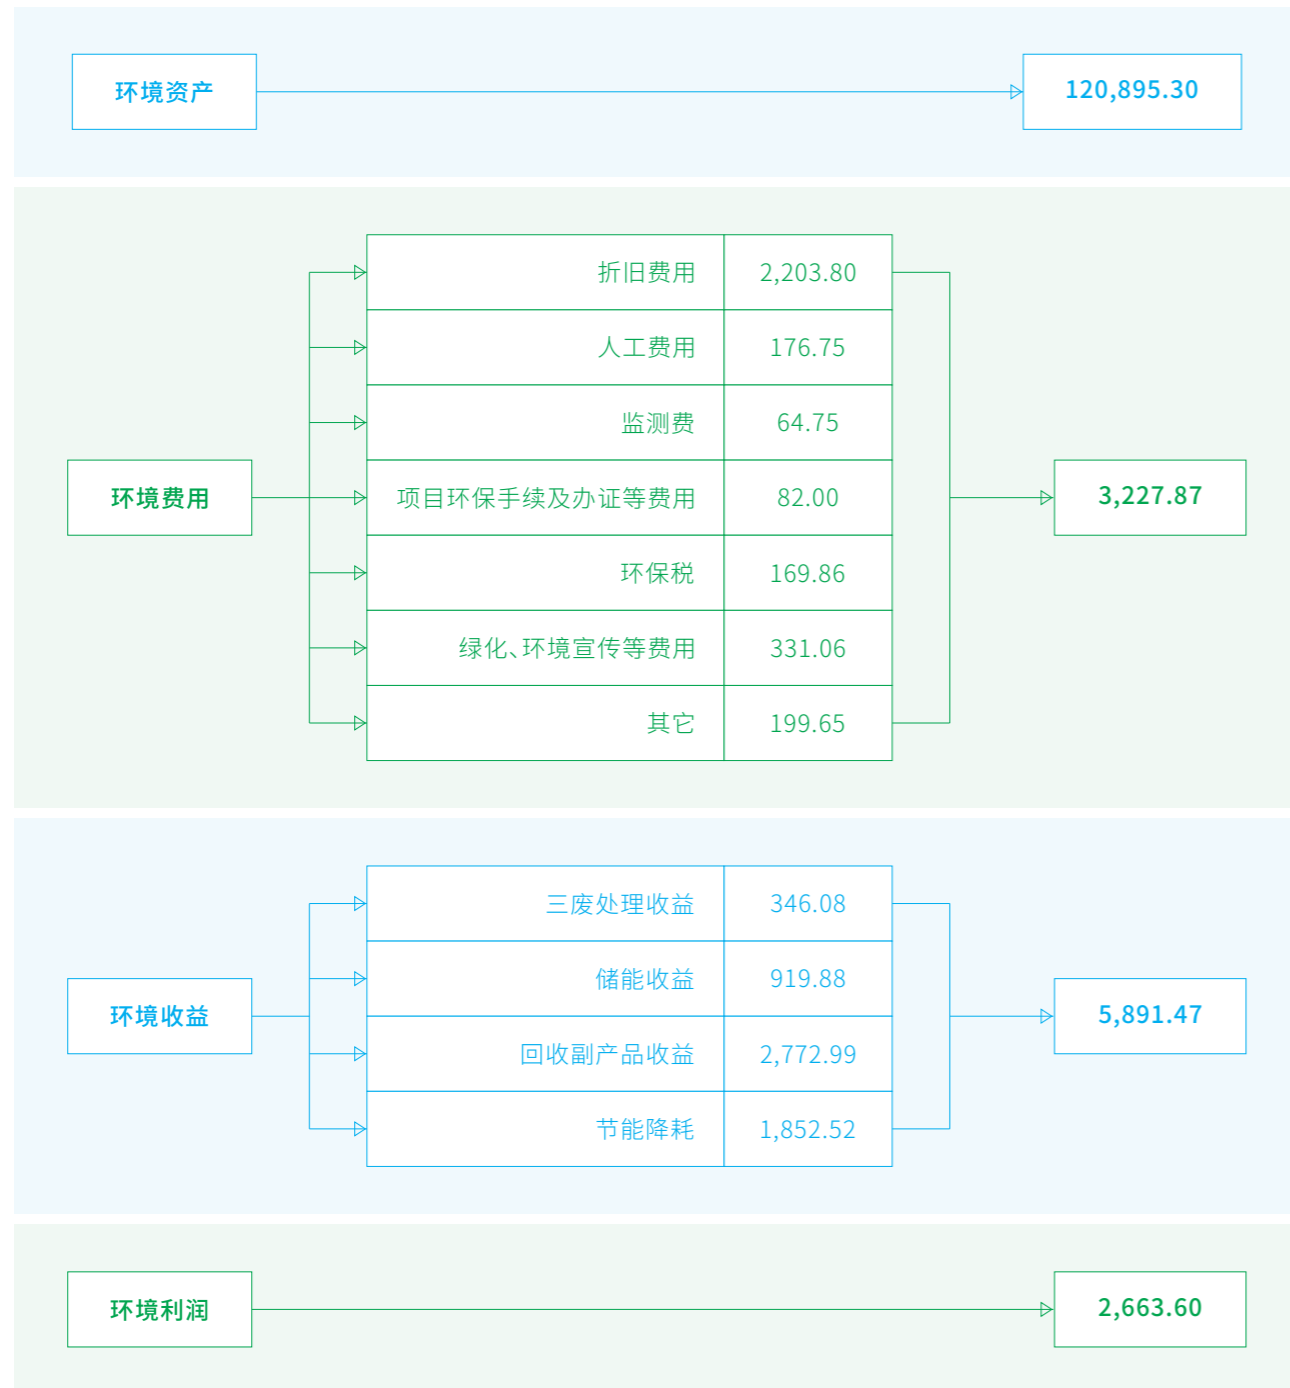 环境资产 120,895.30
折旧费用 2,203.80
人工费用 176.75
监测费 64.75
环境费用 项目环保手续及办证等费用 82.00 3,227.87
环保税 169.86
绿化、环境宣传等费用 331.06
其它 199.65
三废处理收益 346.08
储能收益 919.88
环境收益 5,891.47
回收副产品收益 2,772.99
节能降耗 1,852.52
环境利润 2,663.60